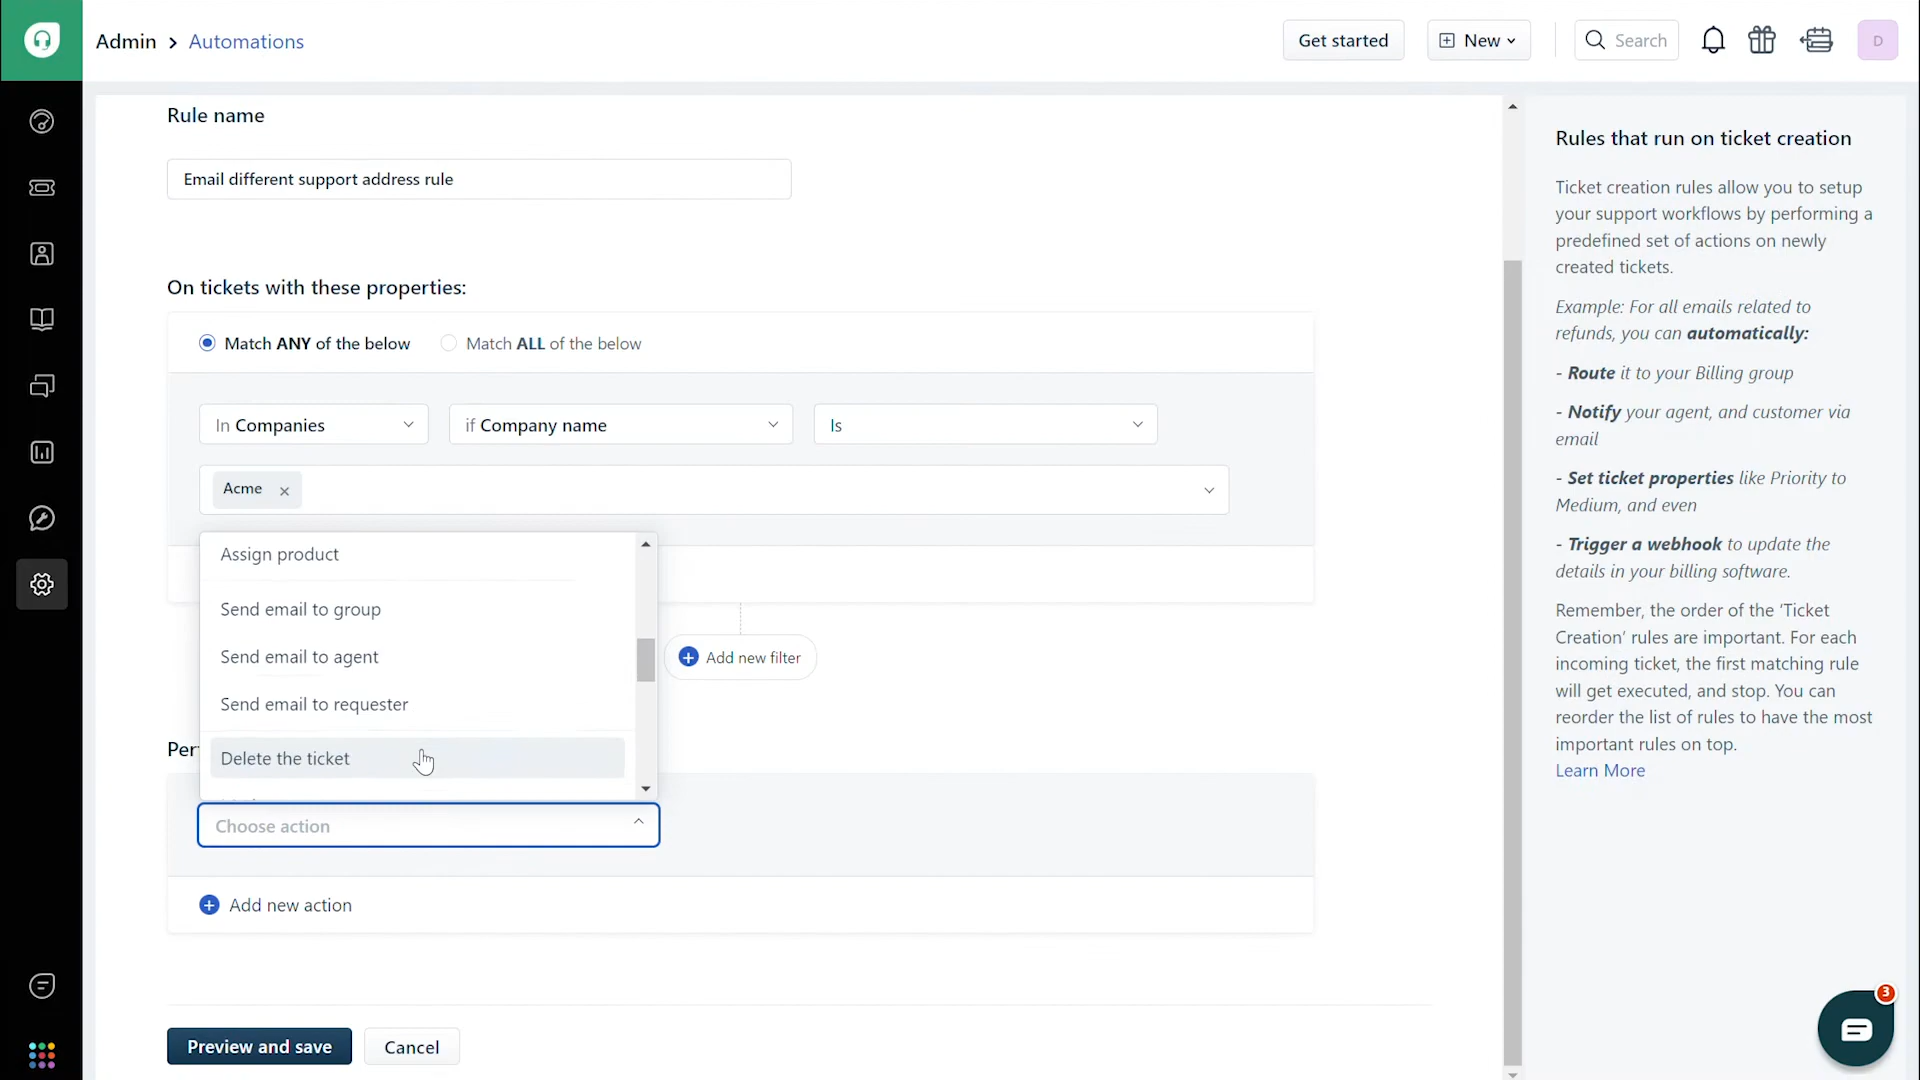 Admin > Automations
Get started
New
Search
D
Rule name
Email different support address rule
On tickets with these properties:
Match ANY of the below
Match ALL of the below
In Companies
if Company name
Is
Acme
Assign product
Send email to group
Send email to agent
Send email to requester
Delete the ticket
Add new filter
Per
Choose action
Add new action
Preview and save
Cancel
Rules that run on ticket creation
Ticket creation rules allow you to setup
your support workflows by performing a
predefined set of actions on newly
created tickets.
Example: For all emails related to
refunds, you can automatically:
- Route it to your Billing group
- Notify your agent, and customer via
email
- Set ticket properties like Priority to
Medium, and even
- Trigger a webhook to update the
details in your billing software.
Remember, the order of the ‘Ticket
Creation’ rules are important. For each
incoming ticket, the first matching rule
will get executed, and stop. You can
reorder the list of rules to have the most
important rules on top.
Learn More
3